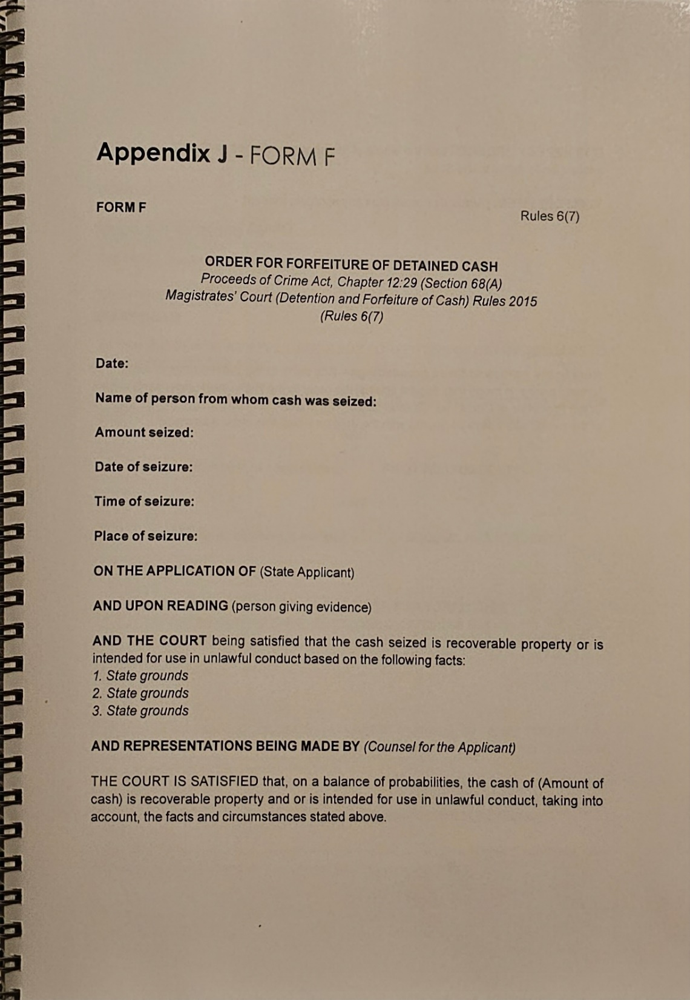 Appendix J - FORM F
FORM F
Rules 6(7)
ORDER FOR FORFEITURE OF DETAINED CASH
Proceeds of Crime Act, Chapter 12:29 (Section 68(A)
Magistrates' Court (Detention and Forfeiture of Cash) Rules 2015
(Rules 6(7)
Date:
Name of person from whom cash was seized:
Amount seized:
Date of seizure:
Time of seizure:
Place of seizure:
ON THE APPLICATION OF (State Applicant)
AND UPON READING (person giving evidence)
AND THE COURT being satisfied that the cash seized is recoverable property or is
intended for use in unlawful conduct based on the following facts:
1. State grounds
2. State grounds
3. State grounds
AND REPRESENTATIONS BEING MADE BY (Counsel for the Applicant)
THE COURT IS SATISFIED that, on a balance of probabilities, the cash of (Amount of
cash) is recoverable property and or is intended for use in unlawful conduct, taking into
account, the facts and circumstances stated above.